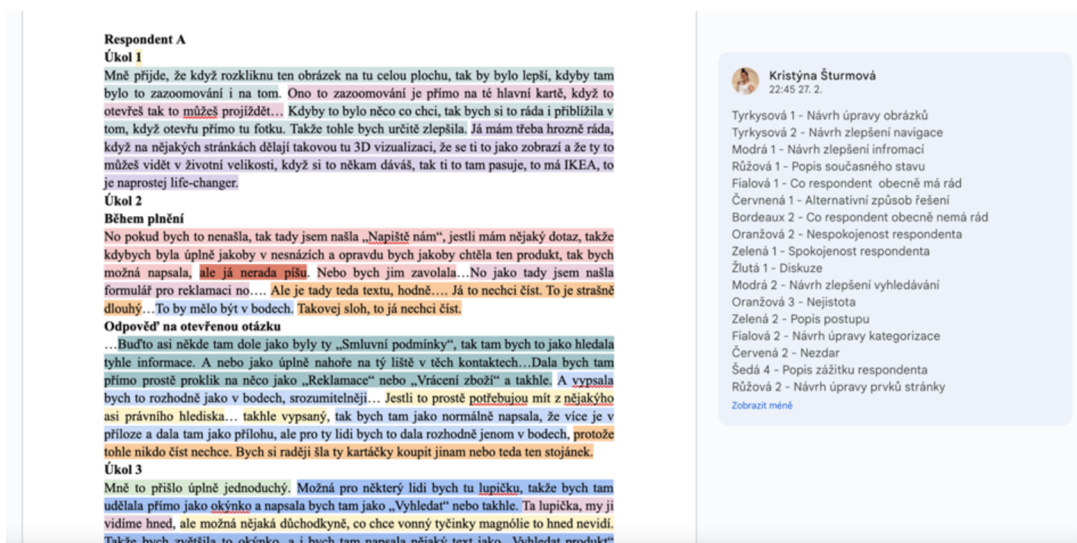 Respondent A
Úkol 1
Mně přijde, že když rozkliknu ten obrázek na tu celou plochu, tak by bylo lepší, kdyby tam
bylo to zazoomování i na tom. Ono to zazoomování je přímo na té hlavní kartě, když to
otevřeš tak to můžeš projíždět… Kdyby to bylo něco co chci, tak bych si to ráda i přiblížila v
tom, když otevřu přímo tu fotku. Takže tohle bych určitě zlepšila. Já mám třeba hrozně ráda,
když na nějakých stránkách dělají takovou tu 3D vizualizaci, že se ti to jako zobrazí a že ty to
můžeš vidět v životní velikosti, když si to někam dáváš, tak ti to tam pasuje, to má IKEA, to
je naprostej life-changer.
Úkol 2
Během plnění
No pokud bych to nenašla, tak tady jsem našla „Napiště nám", jestli mám nějaký dotaz, takže
kdybych byla úplně jakoby v nesnázích a opravdu bych jakoby chtěla ten produkt, tak bych
možná napsala, ale já nerada píšu. Nebo bych jim zavolala…No jako tady jsem našla
formulář pro reklamaci no…. Ale je tady teda textu, hodně…. Já to nechci číst. To je strašně
dlouhý…To by mělo být v bodech. Takovej sloh, to já nechci číst.
Odpověď na otevřenou otázku
…Buďto asi někde tam dole jako byly ty „Smluvní podmínky", tak tam bych to jako hledala
tyhle informace. A nebo jako úplně nahoře na tý liště v těch kontaktech…Dala bych tam
přímo prostě proklik na něco jako „Reklamace" nebo „Vrácení zboží" a takhle. A vypsala
bych to rozhodně jako v bodech, srozumitelněji… Jestli to prostě potřebujou mít z nějakýho
asi právního hlediska… takhle vypsaný, tak bych tam jako normálně napsala, že více je v
příloze a dala tam jako přílohu, ale pro ty lidi bych to dala rozhodně jenom v bodech, protože
tohle nikdo číst nechce. Bych si raději šla ty kartáčky koupit jinam nebo teda ten stojánek.
Úkol 3
Mně to přišlo úplně jednoduchý. Možná pro některý lidi bych tu lupičku, takže bych tam
udělala přímo jako okýnko a napsala bych tam jako „Vyhledat" nebo takhle. Ta lupička, my ji
vidíme hned, ale možná nějaká důchodkyně, co chce vonný tyčinky magnólie to hned nevidí.
Takže bych zvětšila to okýnko, a i bych tam napsala nějaký text jako „Vyhledat produkt"
Kristýna Šturmová
22:45 27. 2.
Tyrkysová 1 - Návrh úpravy obrázků
Tyrkysová 2 - Návrh zlepšení navigace
Modrá 1 - Návrh zlepšení infromací
Růžová 1 - Popis současného stavu
Fialová 1 - Co respondent obecně má rád
Červnená 1 - Alternativní způsob řešení
Bordeaux 2 - Co respondent obecně nemá rád
Oranžová 2 - Nespokojenost respondenta
Zelená 1 - Spokojenost respondenta
Žlutá 1 - Diskuze
Modrá 2 - Návrh zlepšení vyhledávání
Oranžová 3 - Nejistota
Zelená 2 - Popis postupu
Fialová 2 - Návrh úpravy kategorizace
Červená 2 - Nezdar
Šedá 4 - Popis zážitku respondenta
Růžová 2 - Návrh úpravy prvků stránky
Zobrazit méně